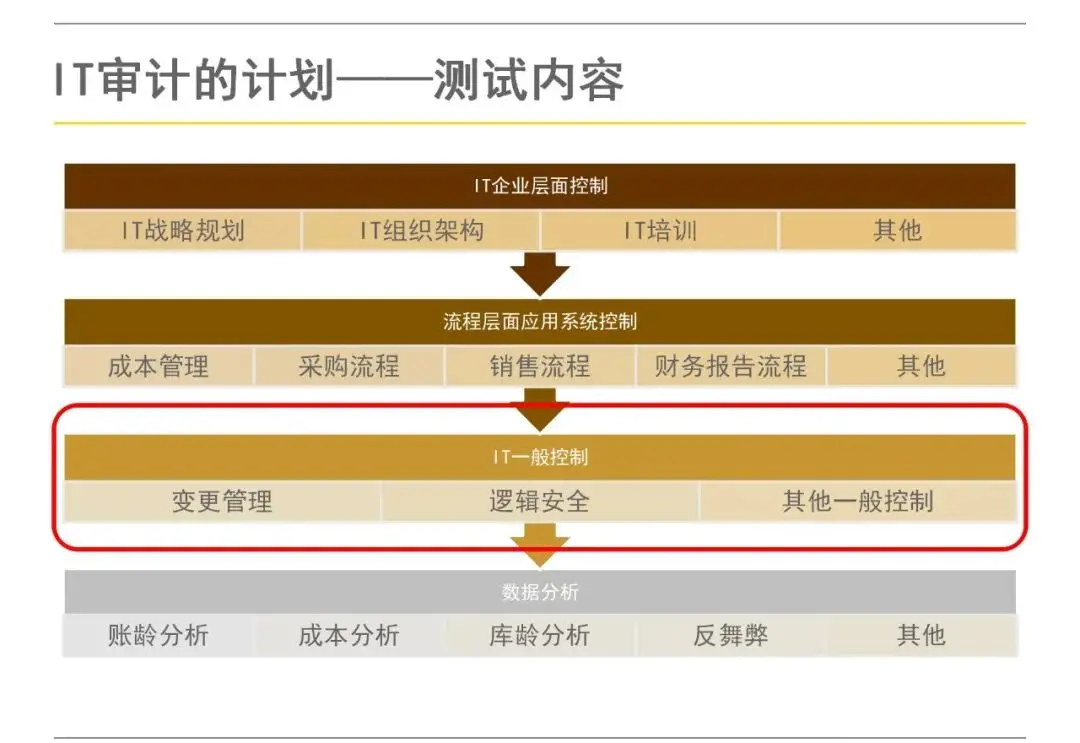 IT审计的计划——测试内容
IT企业层面控制
IT战略规划 IT组织架构 IT培训 其他
流程层面应用系统控制
成本管理 采购流程 销售流程 财务报告流程 其他
IT一般控制
变更管理 逻辑安全 其他一般控制
数据分析
账龄分析 成本分析 库龄分析 反舞弊 其他